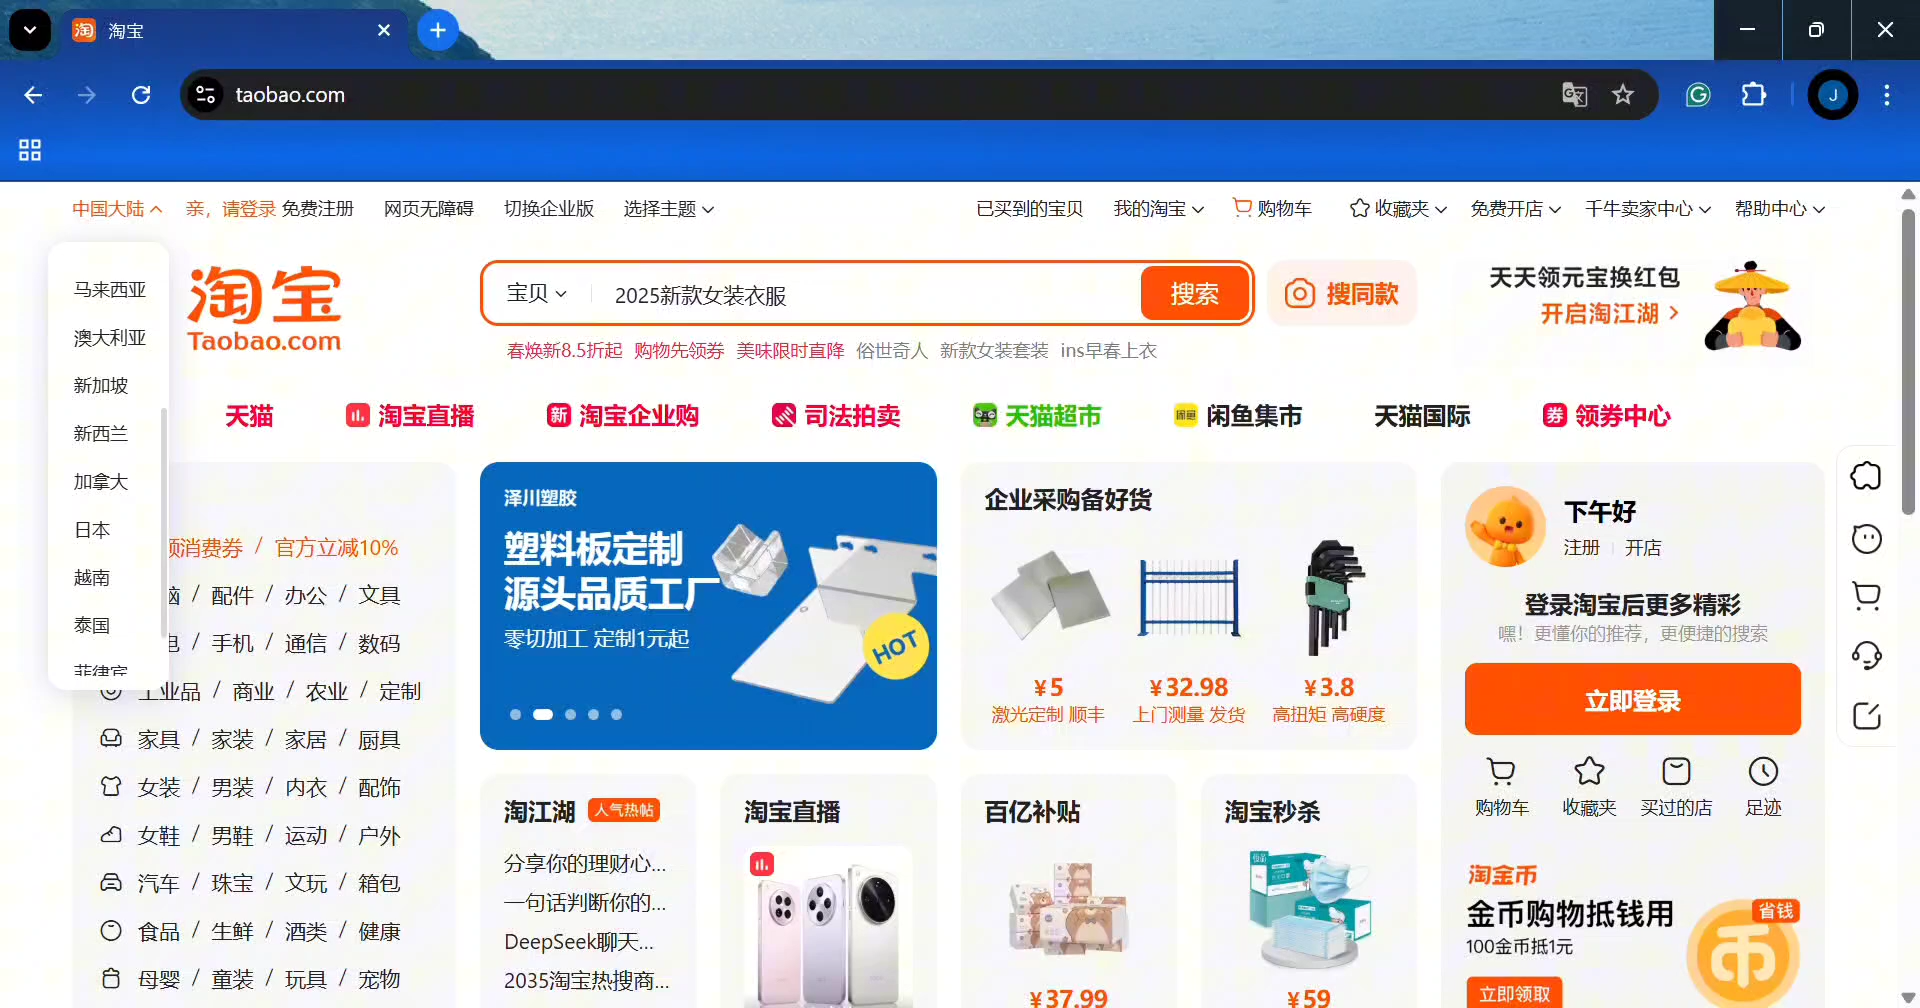 淘宝
taobao.com
J
中国大陆
亲，请登录 免费注册
网页无障碍
切换企业版
选择主题
已买到的宝贝
我的淘宝
购物车
收藏夹
免费开店
千牛卖家中心
帮助中心
马来西亚
澳大利亚
新加坡
新西兰
加拿大
日本
越南
泰国
菲律宾
淘宝
Taobao.com
宝贝
2025新款女装衣服
搜索
搜同款
春焕新8.5折起 购物先领券 美味限时直降 俗世奇人 新款女装套装 ins早春上衣
天天领元宝换红包
开启淘江湖
天猫
淘宝直播
新 淘宝企业购
司法拍卖
天猫超市
闲鱼 闲鱼集市
天猫国际
券 领券中心
消费券 / 官方立减10%
/ 配件 / 办公 / 文具
/ 手机 / 通信 / 数码
工业品 / 商业 / 农业 / 定制
家具 / 家装 / 家居 / 厨具
女装 / 男装 / 内衣 / 配饰
女鞋 / 男鞋 / 运动 / 户外
汽车 / 珠宝 / 文玩 / 箱包
食品 / 生鲜 / 酒类 / 健康
母婴 / 童装 / 玩具 / 宠物
泽川塑胶
塑料板定制
源头品质工厂
零切加工 定制1元起
HOT
企业采购备好货
¥5
激光定制 顺丰
¥32.98
上门测量 发货
¥3.8
高扭矩 高硬度
下午好
注册 开店
登录淘宝后更多精彩
嘿！更懂你的推荐，更便捷的搜索
立即登录
购物车
收藏夹
买过的店
足迹
淘金币
金币购物抵钱用
100金币抵1元
立即领取
省钱
币
淘江湖 人气热帖
分享你的理财心...
一句话判断你的...
DeepSeek聊天...
2035淘宝热搜商...
淘宝直播
百亿补贴
¥37.99
淘宝秒杀
¥59